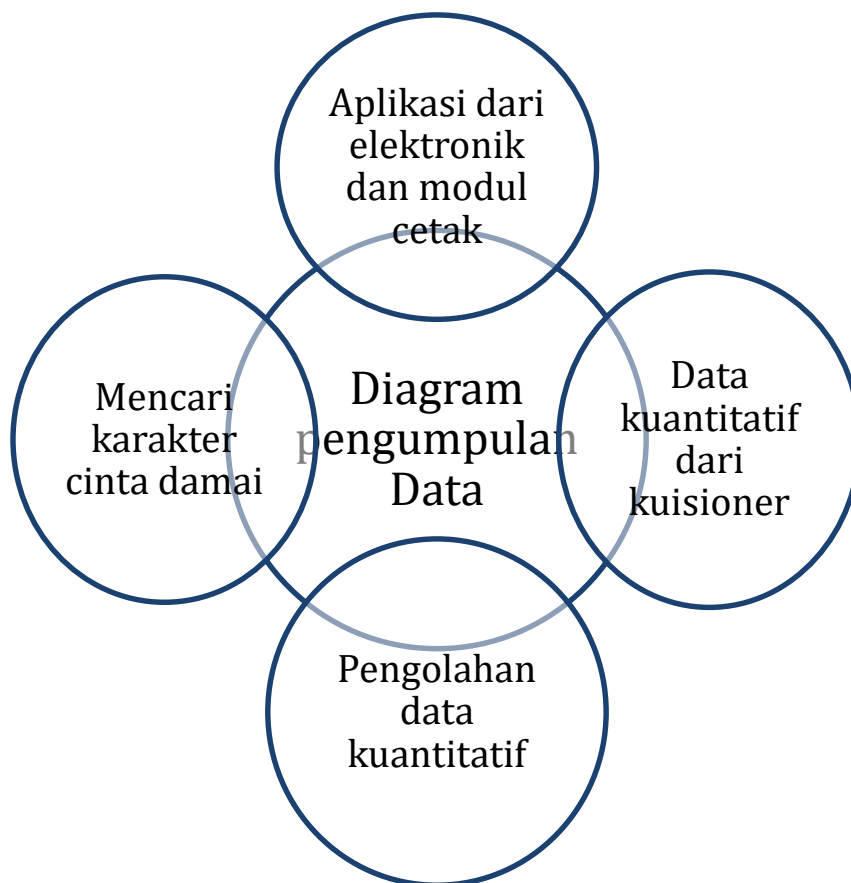 Aplikasi dari
elektronik
dan modul
cetak
Mencari
karakter
cinta damai
Diagram
pengumpulan
Data
Data
kuantitatif
dari
kuisioner
Pengolahan
data
kuantitatif